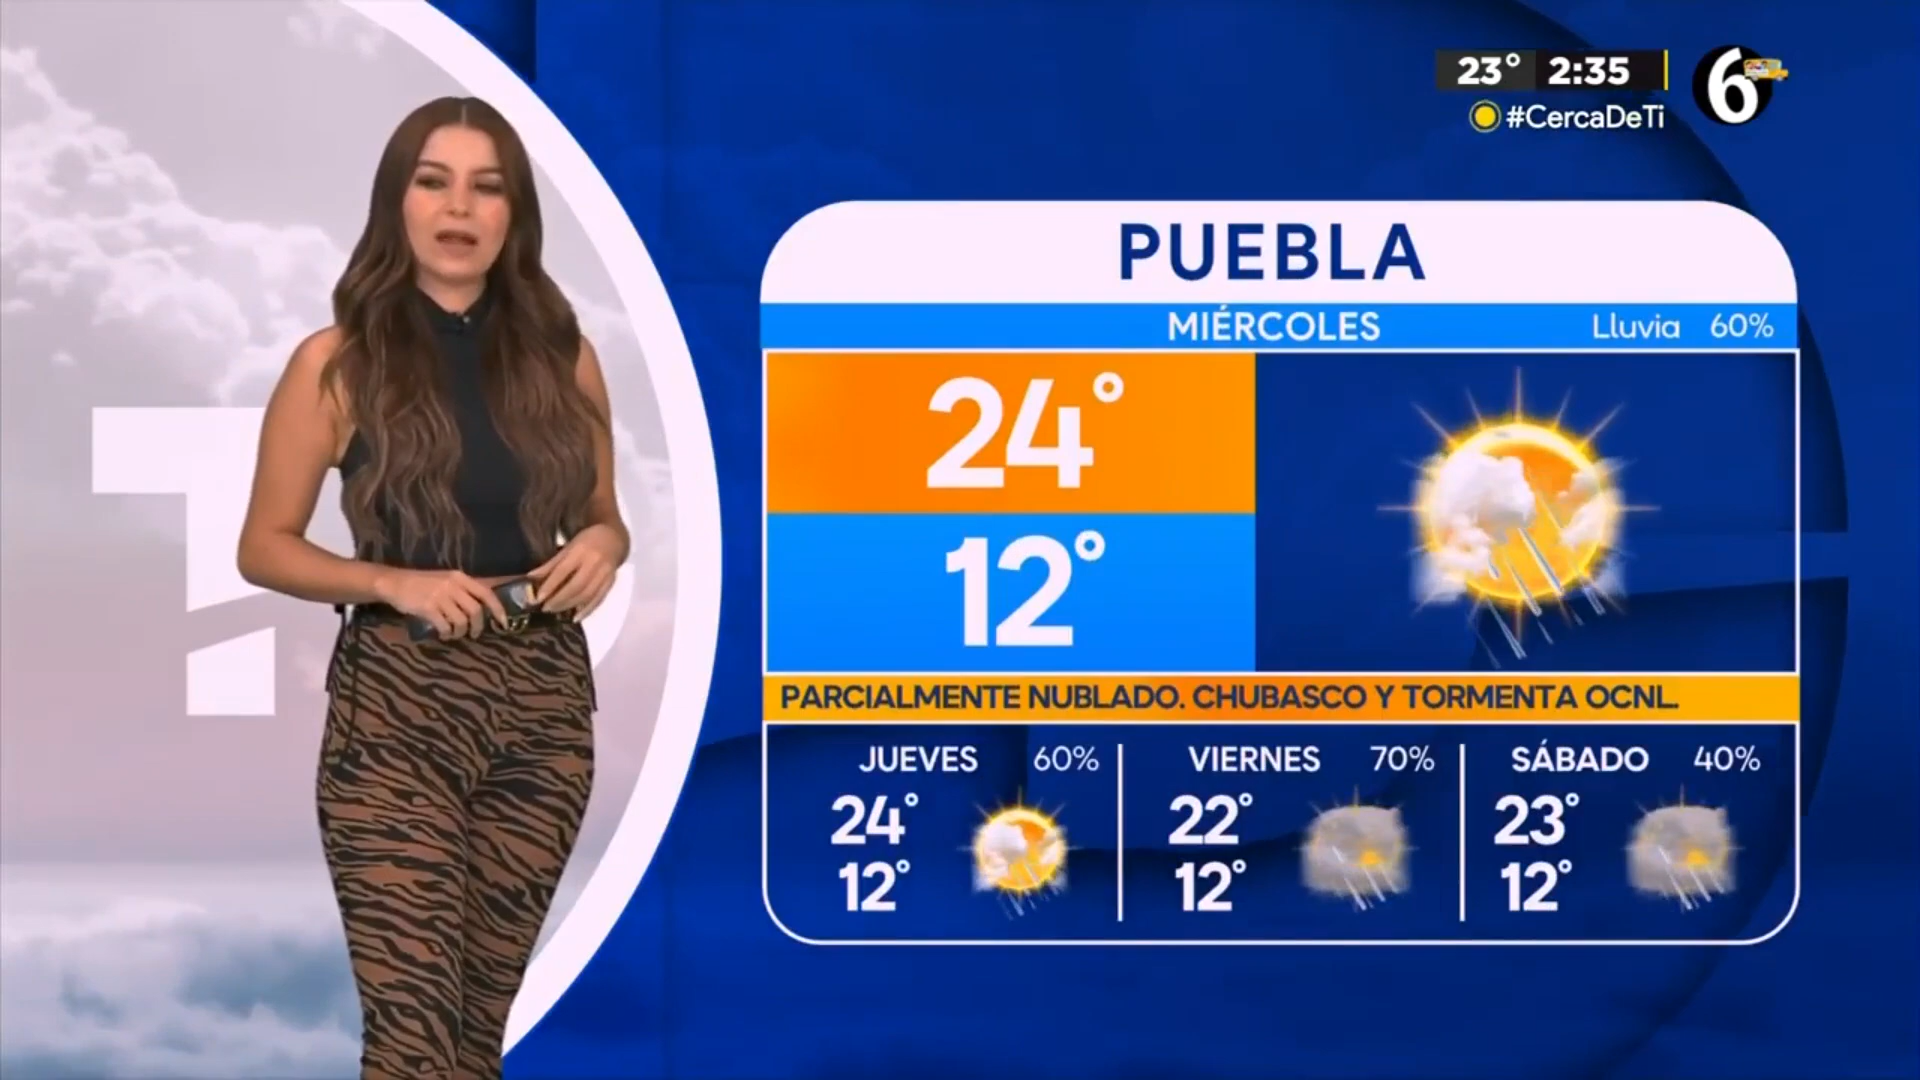 23° 2:35
6
#CercaDeTi
PUEBLA
MIÉRCOLES Lluvia 60%
24°
12°
PARCIALMENTE NUBLADO. CHUBASCO Y TORMENTA OCNL.
JUEVES 60%
24°
12°
VIERNES 70%
22°
12°
SÁBADO 40%
23°
12°